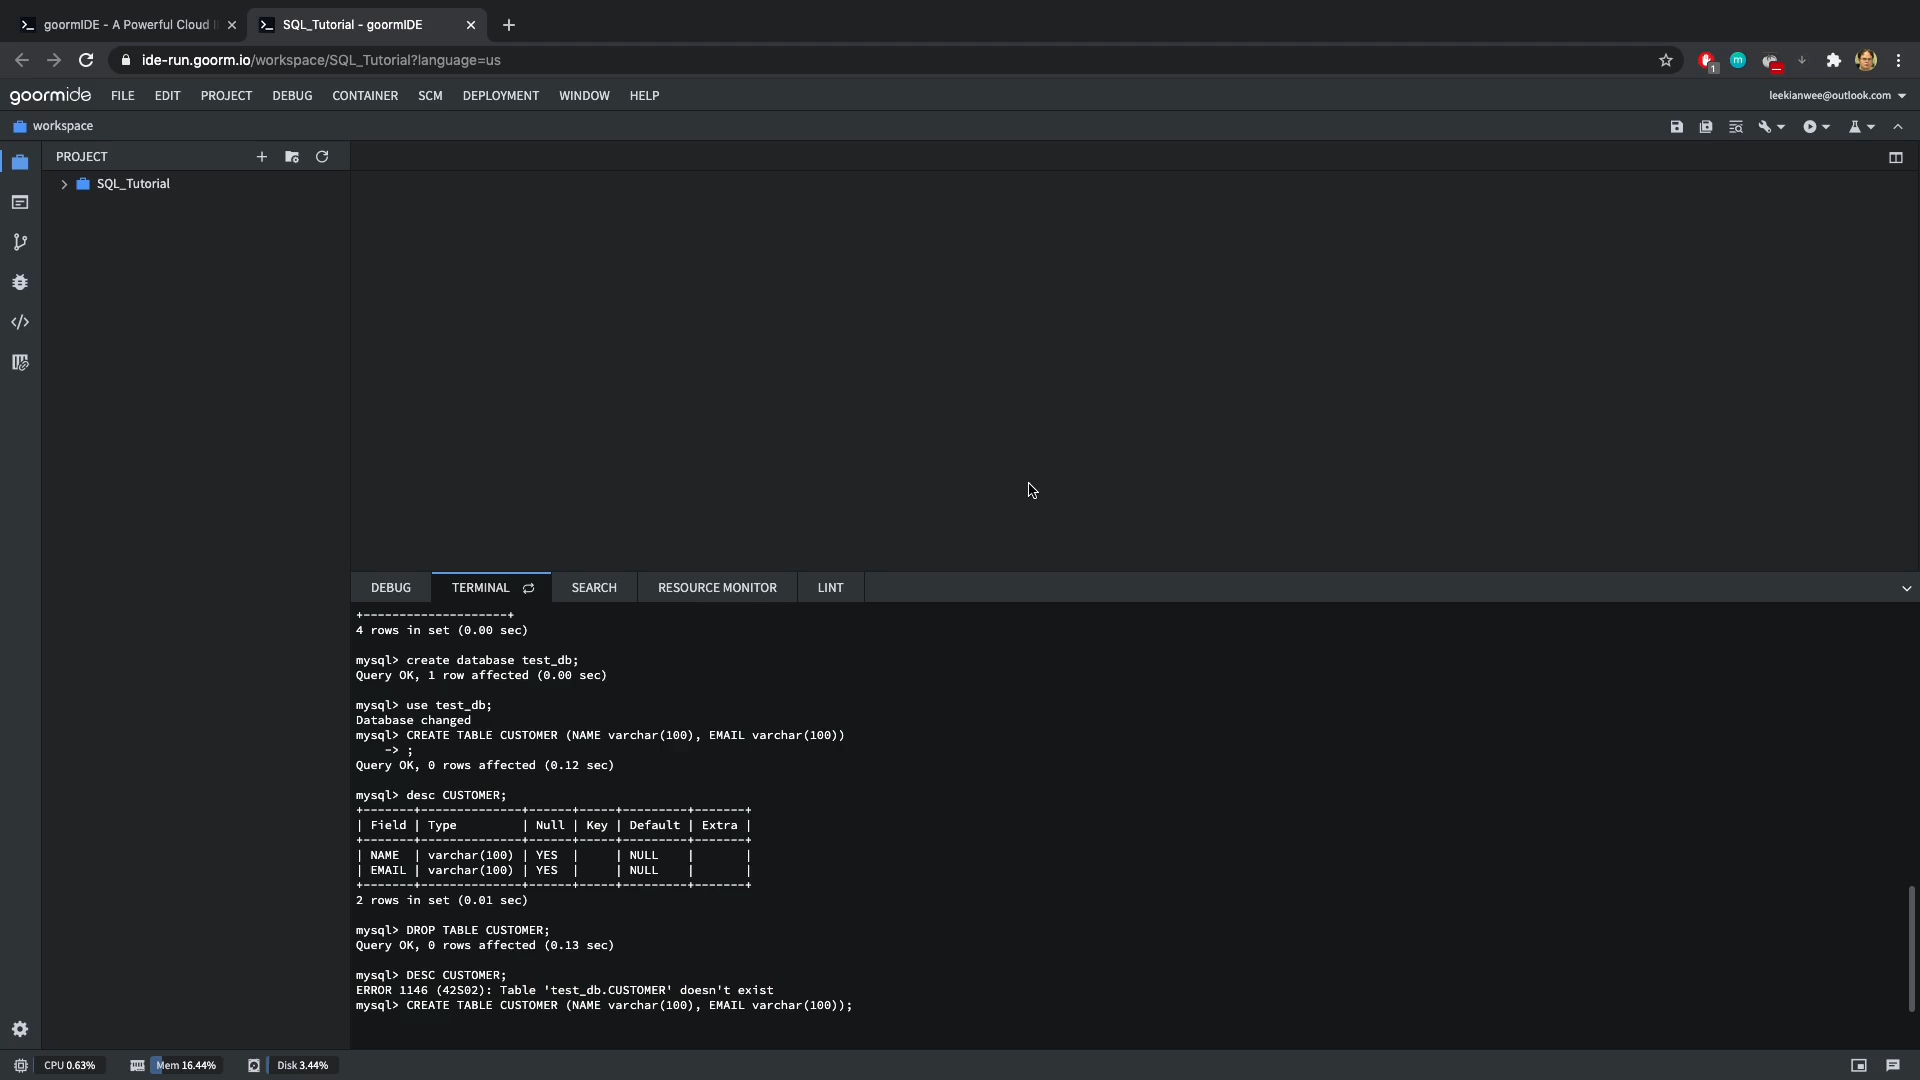 goormIDE - A Powerful Cloud I
SQL_Tutorial - goormIDE
ide-run.goorm.io/workspace/SQL_Tutorial?language=us
1
m
goormide FILE EDIT PROJECT DEBUG CONTAINER SCM DEPLOYMENT WINDOW HELP
leekianwee@outlook.com
workspace
PROJECT
SQL_Tutorial
DEBUG TERMINAL SEARCH RESOURCE MONITOR LINT
+--------------------+
4 rows in set (0.00 sec)
mysql> create database test_db;
Query OK, 1 row affected (0.00 sec)
mysql> use test_db;
Database changed
mysql> CREATE TABLE CUSTOMER (NAME varchar(100), EMAIL varchar(100))
    -> ;
Query OK, 0 rows affected (0.12 sec)
mysql> desc CUSTOMER;
+-------+--------------+------+-----+---------+-------+
| Field | Type         | Null | Key | Default | Extra |
+-------+--------------+------+-----+---------+-------+
| NAME  | varchar(100) | YES  |     | NULL    |       |
| EMAIL | varchar(100) | YES  |     | NULL    |       |
+-------+--------------+------+-----+---------+-------+
2 rows in set (0.01 sec)
mysql> DROP TABLE CUSTOMER;
Query OK, 0 rows affected (0.13 sec)
mysql> DESC CUSTOMER;
ERROR 1146 (42S02): Table 'test_db.CUSTOMER' doesn't exist
mysql> CREATE TABLE CUSTOMER (NAME varchar(100), EMAIL varchar(100));
CPU 0.63% Mem 16.44% Disk 3.44%